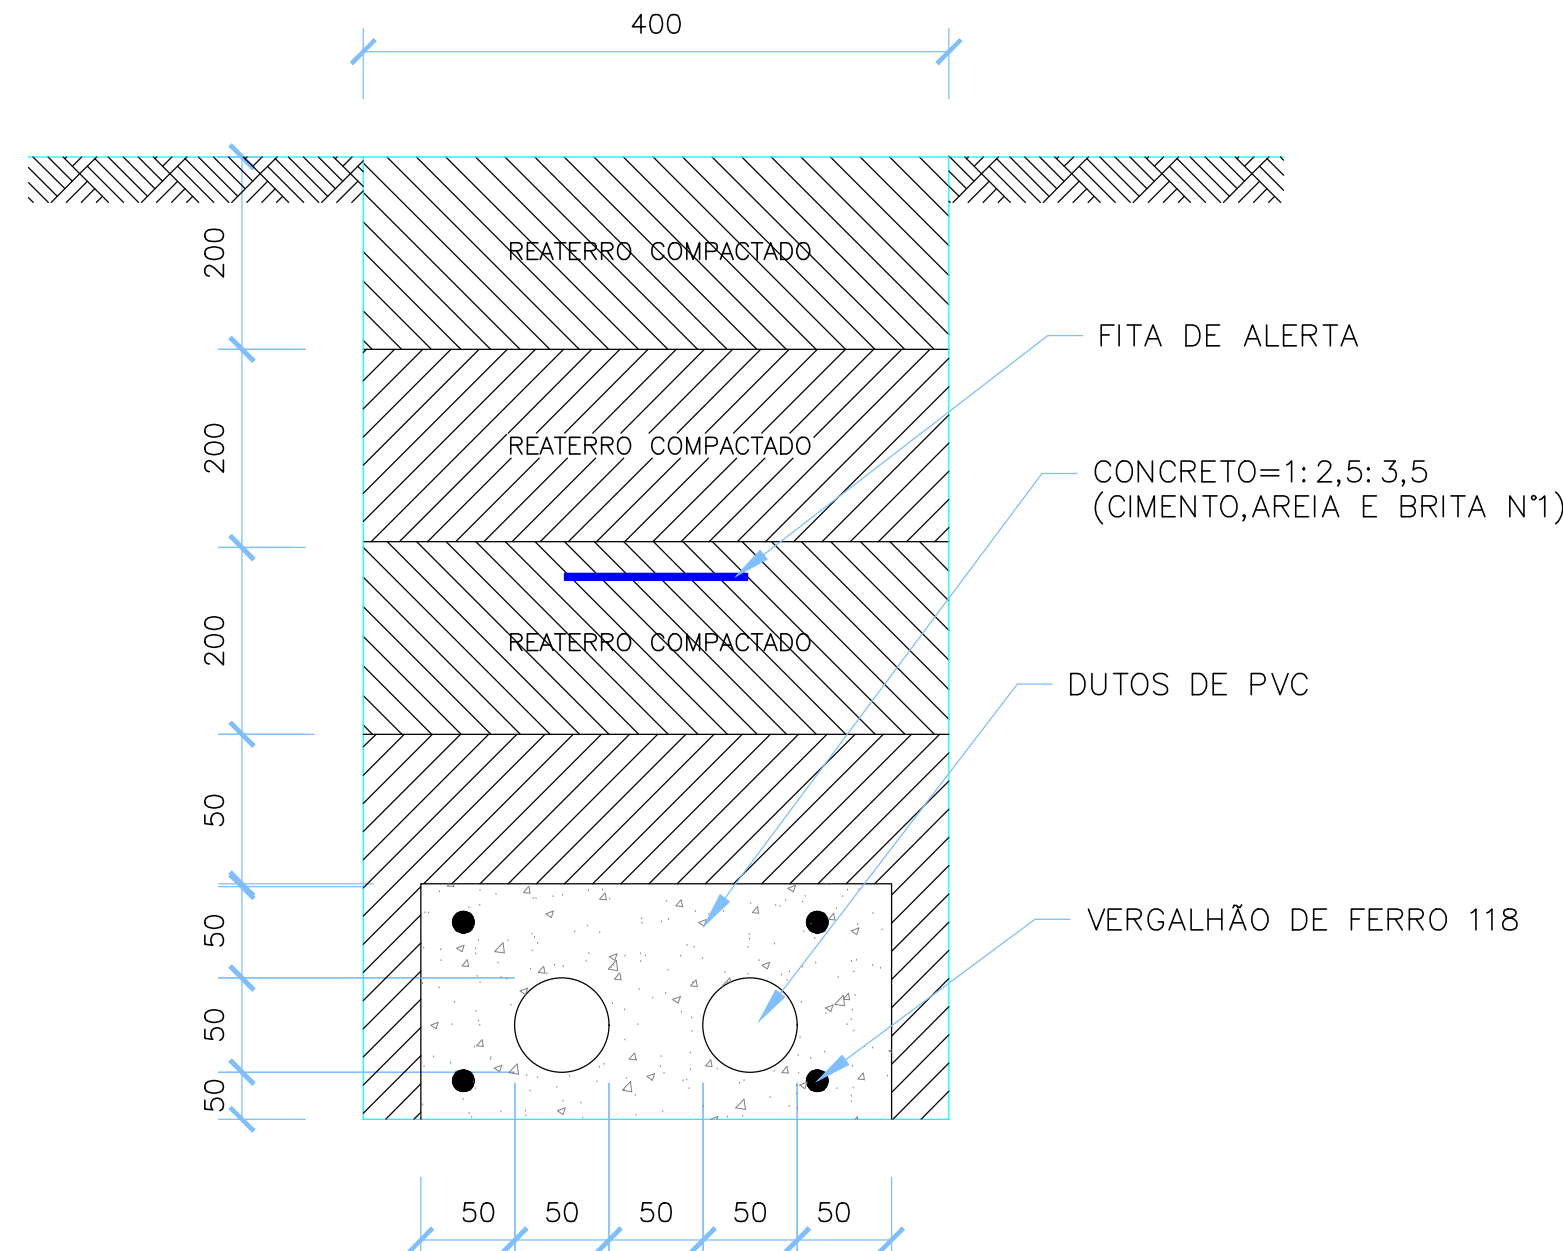 400
200
REATERRO COMPACTADO
FITA DE ALERTA
200
REATERRO COMPACTADO
CONCRETO=1: 2,5: 3,5
(CIMENTO,AREIA E BRITA N°1)
200
REATERRO COMPACTADO
DUTOS DE PVC
50
50
VERGALHÃO DE FERRO 118
50
50
50 50 50 50 50